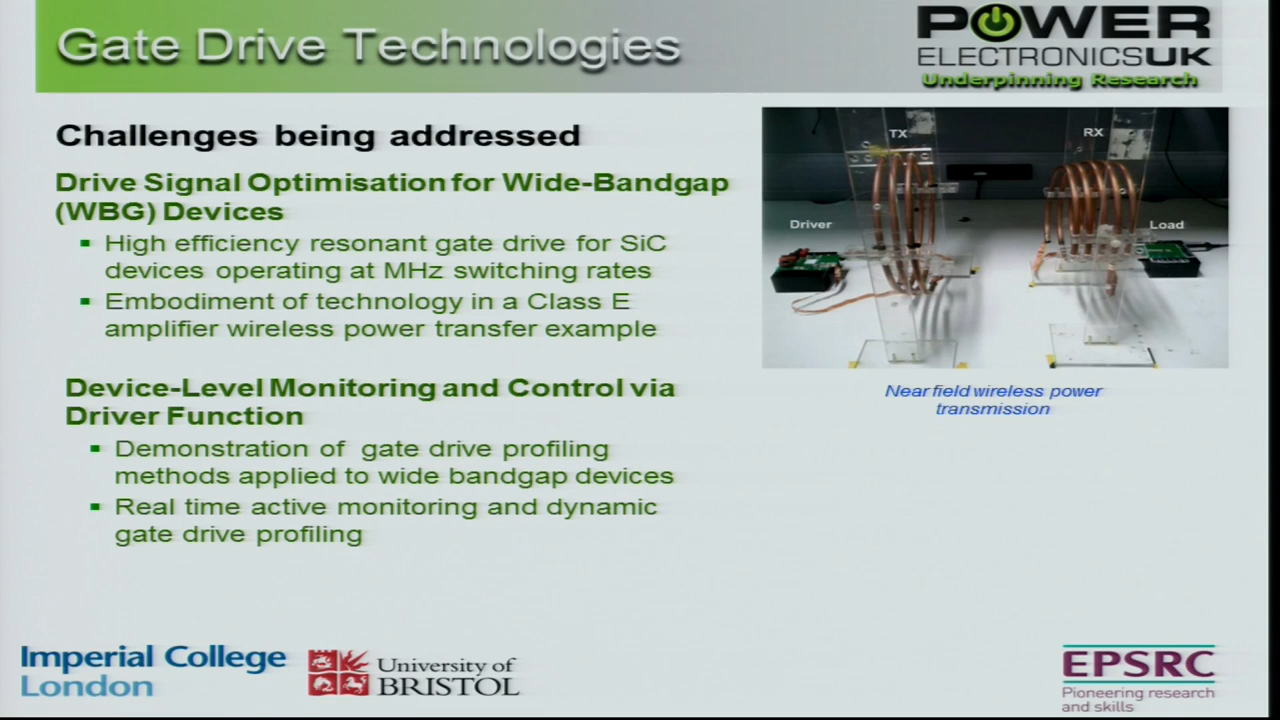 Gate Drive Technologies
POWER
ELECTRONICSUK
Underpinning Research
Challenges being addressed
Drive Signal Optimisation for Wide-Bandgap
(WBG) Devices
▪ High efficiency resonant gate drive for SiC
devices operating at MHz switching rates
▪ Embodiment of technology in a Class E
amplifier wireless power transfer example
Device-Level Monitoring and Control via
Driver Function
▪ Demonstration of gate drive profiling
methods applied to wide bandgap devices
▪ Real time active monitoring and dynamic
gate drive profiling
TX
RX
Driver
Load
Near field wireless power
transmission
Imperial College
London
University of
BRISTOL
EPSRC
Pioneering research
and skills